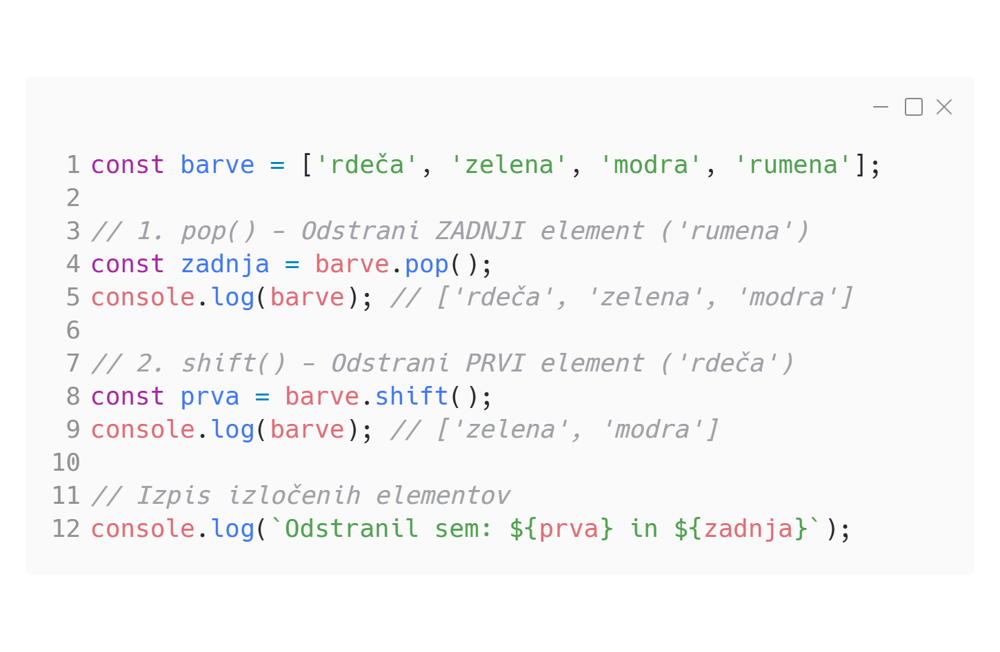 1 const barve = ['rdeča', 'zelena', 'modra', 'rumena'];
2
3 // 1. pop() – Odstrani ZADNJI element ('rumena')
4 const zadnja = barve.pop();
5 console.log(barve); // ['rdeča', 'zelena', 'modra']
6
7 // 2. shift() – Odstrani PRVI element ('rdeča')
8 const prva = barve.shift();
9 console.log(barve); // ['zelena', 'modra']
10
11 // Izpis izločenih elementov
12 console.log(`Odstranil sem: ${prva} in ${zadnja}`);